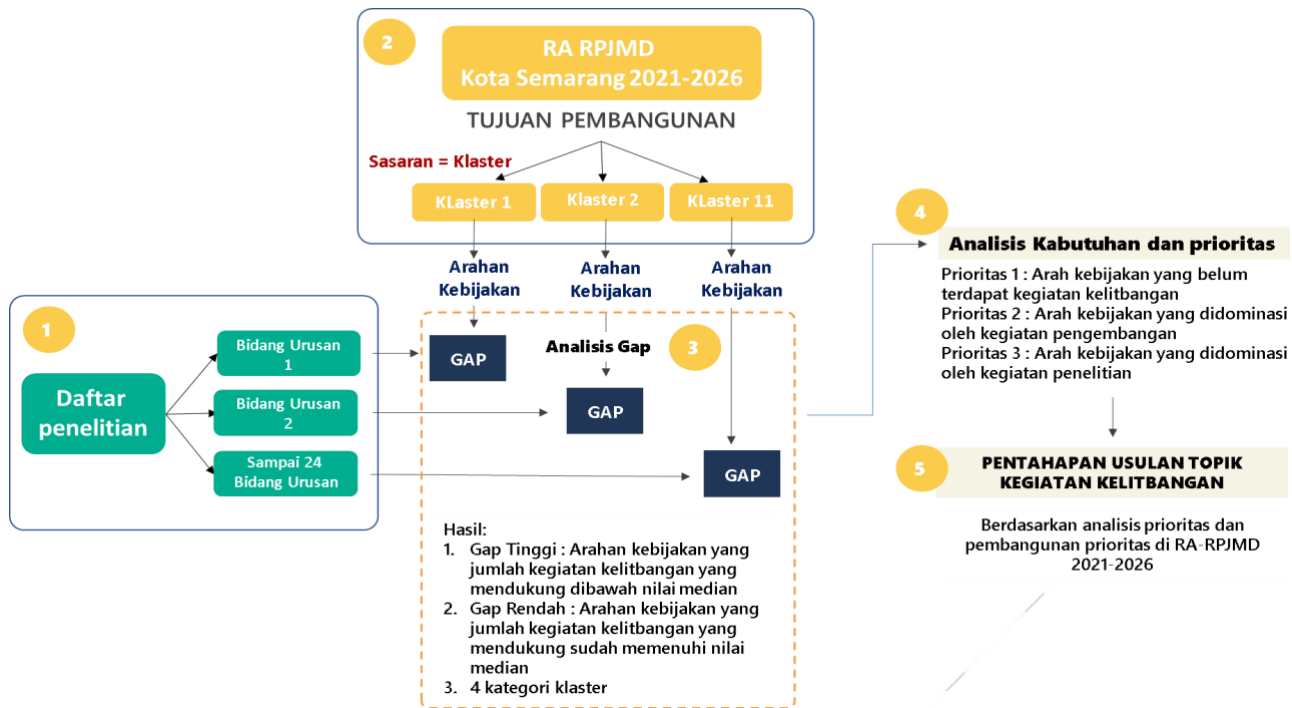 2
RA RPJMD
Kota Semarang 2021-2026
TUJUAN PEMBANGUNAN
Sasaran = Klaster
KLaster 1
Klaster 2
KLaster 11
Arahan
Kebijakan
Arahan
Kebijakan
Arahan
Kebijakan
1
Daftar
penelitian
Bidang Urusan
1
Bidang Urusan
2
Sampai 24
Bidang Urusan
3
Analisis Gap
GAP
GAP
GAP
Hasil:
1. Gap Tinggi : Arahan kebijakan yang
jumlah kegiatan kelitbangan yang
mendukung dibawah nilai median
2. Gap Rendah : Arahan kebijakan yang
jumlah kegiatan kelitbangan yang
mendukung sudah memenuhi nilai
median
3. 4 kategori klaster
4
Analisis Kabutuhan dan prioritas
Prioritas 1 : Arah kebijakan yang belum
terdapat kegiatan kelitbangan
Prioritas 2 : Arah kebijakan yang didominasi
oleh kegiatan pengembangan
Prioritas 3 : Arah kebijakan yang didominasi
oleh kegiatan penelitian
5
PENTAHAPAN USULAN TOPIK
KEGIATAN KELITBANGAN
Berdasarkan analisis prioritas dan
pembangunan prioritas di RA-RPJMD
2021-2026